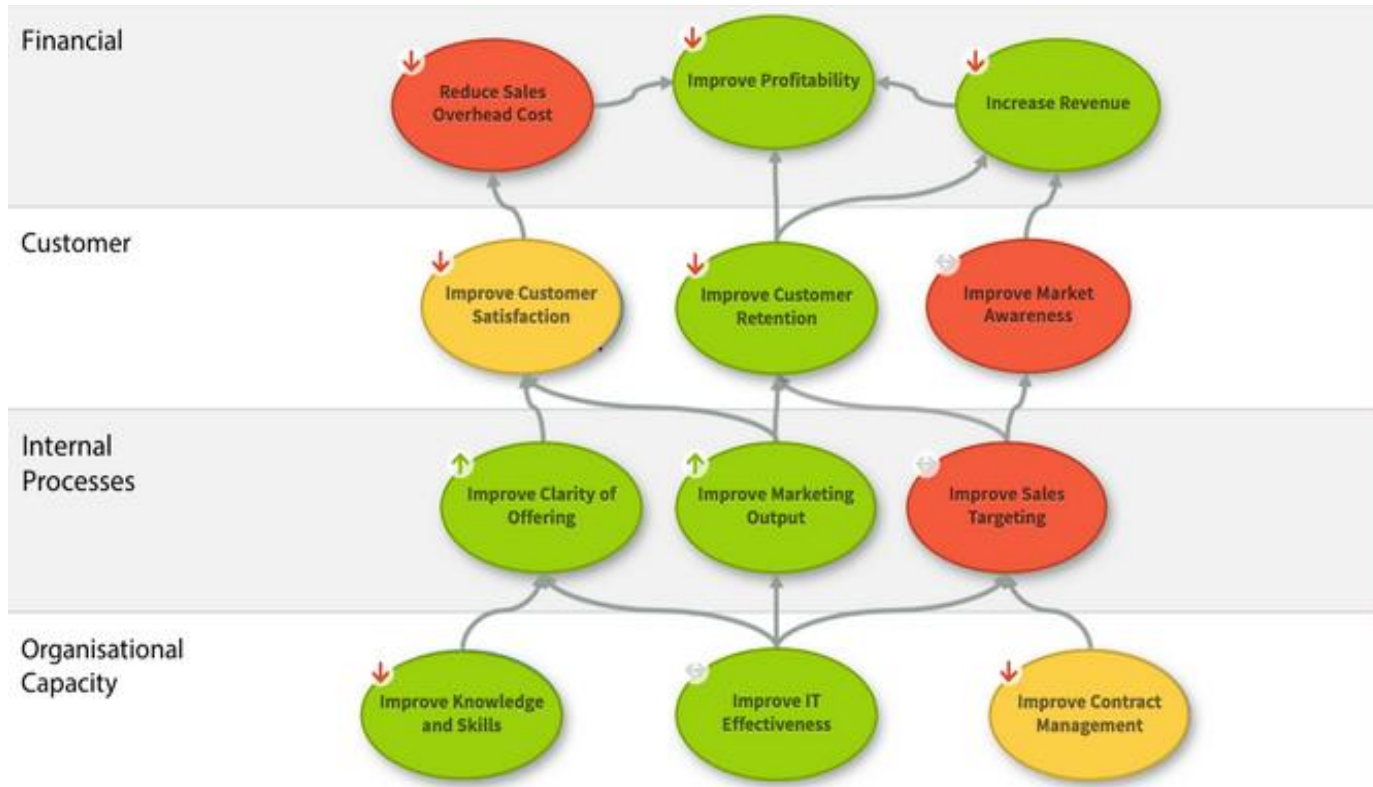 Financial
Reduce Sales
Overhead Cost
Improve Profitability
Increase Revenue
Customer
Improve Customer
Satisfaction
Improve Customer
Retention
Improve Market
Awareness
Internal
Processes
Improve Clarity of
Offering
Improve Marketing
Output
Improve Sales
Targeting
Organisational
Capacity
Improve Knowledge
and Skills
Improve IT
Effectiveness
Improve Contract
Management